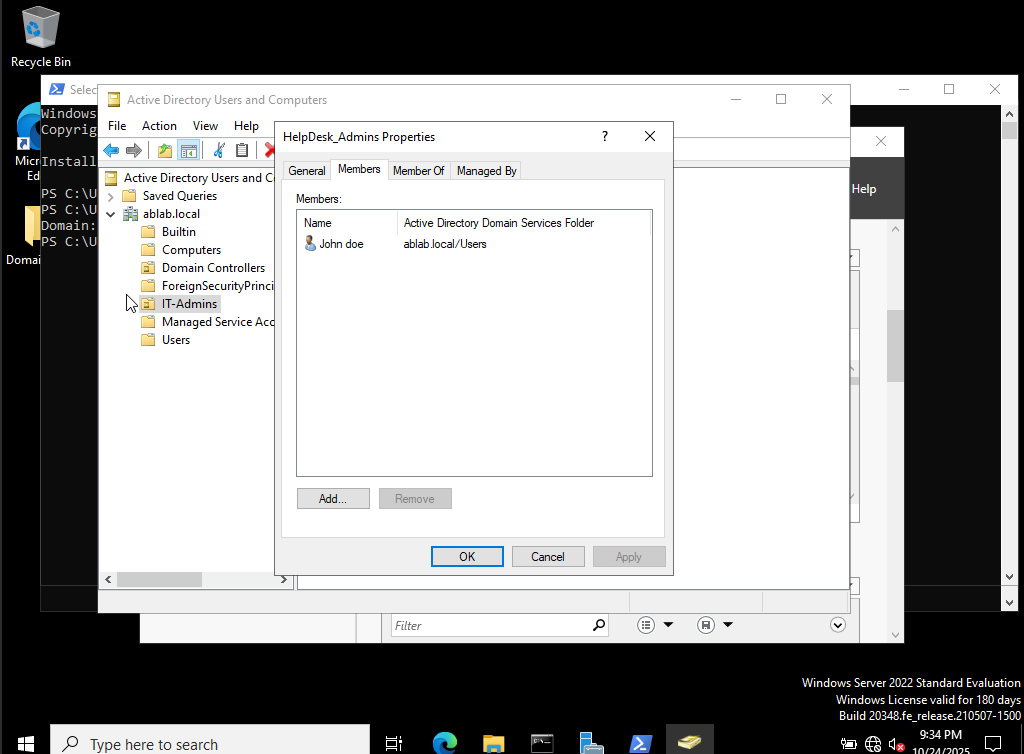 Recycle Bin
Selec
Active Directory Users and Computers
File Action View Help
Windows
Copyrig
Install
PS C:\U
PS C:\U
Domain:
PS C:\U
Micr
Ed
Domai
Active Directory Users and C
Saved Queries
ablab.local
Builtin
Computers
Domain Controllers
ForeignSecurityPrinci
IT-Admins
Managed Service Acc
Users
HelpDesk_Admins Properties
?
General Members Member Of Managed By
Members:
Name Active Directory Domain Services Folder
John doe ablab.local/Users
Add... Remove
OK Cancel Apply
Help
Filter
Windows Server 2022 Standard Evaluation
Windows License valid for 180 days
Build 20348.fe_release.210507-1500
Type here to search
9:34 PM
10/24/2025